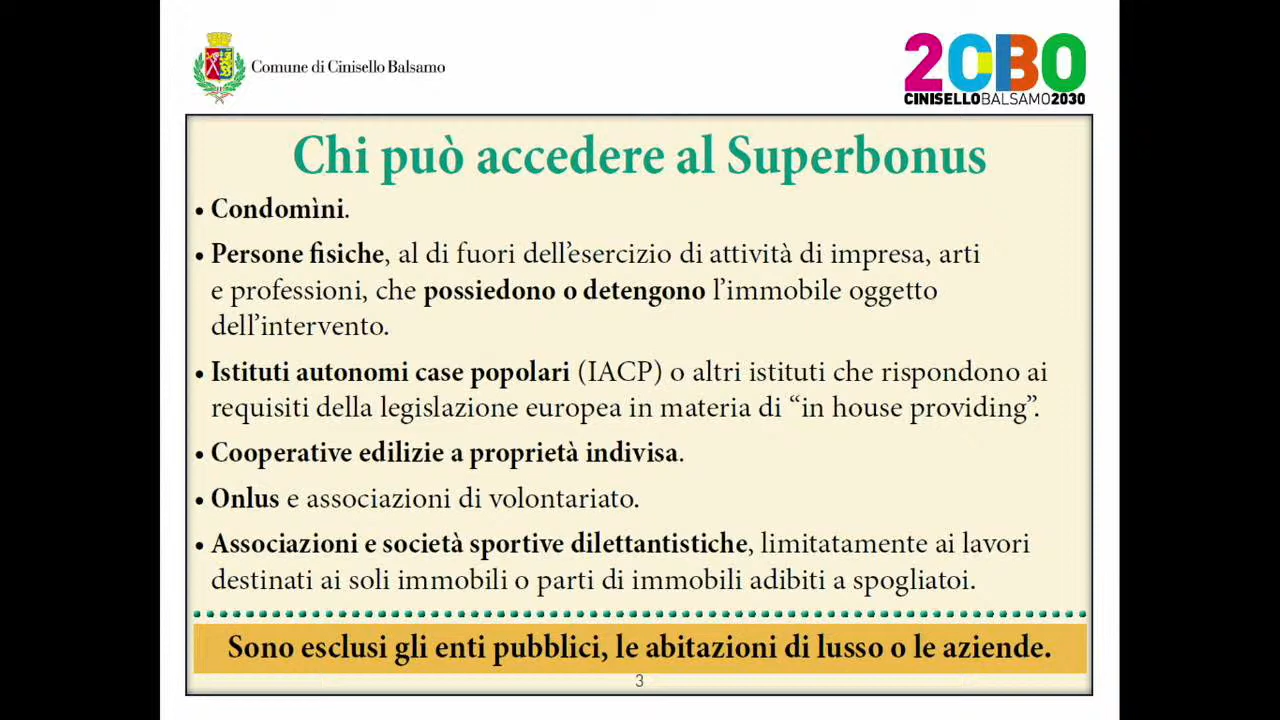 Comune di Cinisello Balsamo
2CB0
CINISELLOBALSAMO2030
Chi può accedere al Superbonus
• Condomìni.
• Persone fisiche, al di fuori dell’esercizio di attività di impresa, arti
e professioni, che possiedono o detengono l’immobile oggetto
dell’intervento.
• Istituti autonomi case popolari (IACP) o altri istituti che rispondono ai
requisiti della legislazione europea in materia di “in house providing”.
• Cooperative edilizie a proprietà indivisa.
• Onlus e associazioni di volontariato.
• Associazioni e società sportive dilettantistiche, limitatamente ai lavori
destinati ai soli immobili o parti di immobili adibiti a spogliatoi.
Sono esclusi gli enti pubblici, le abitazioni di lusso o le aziende.
3